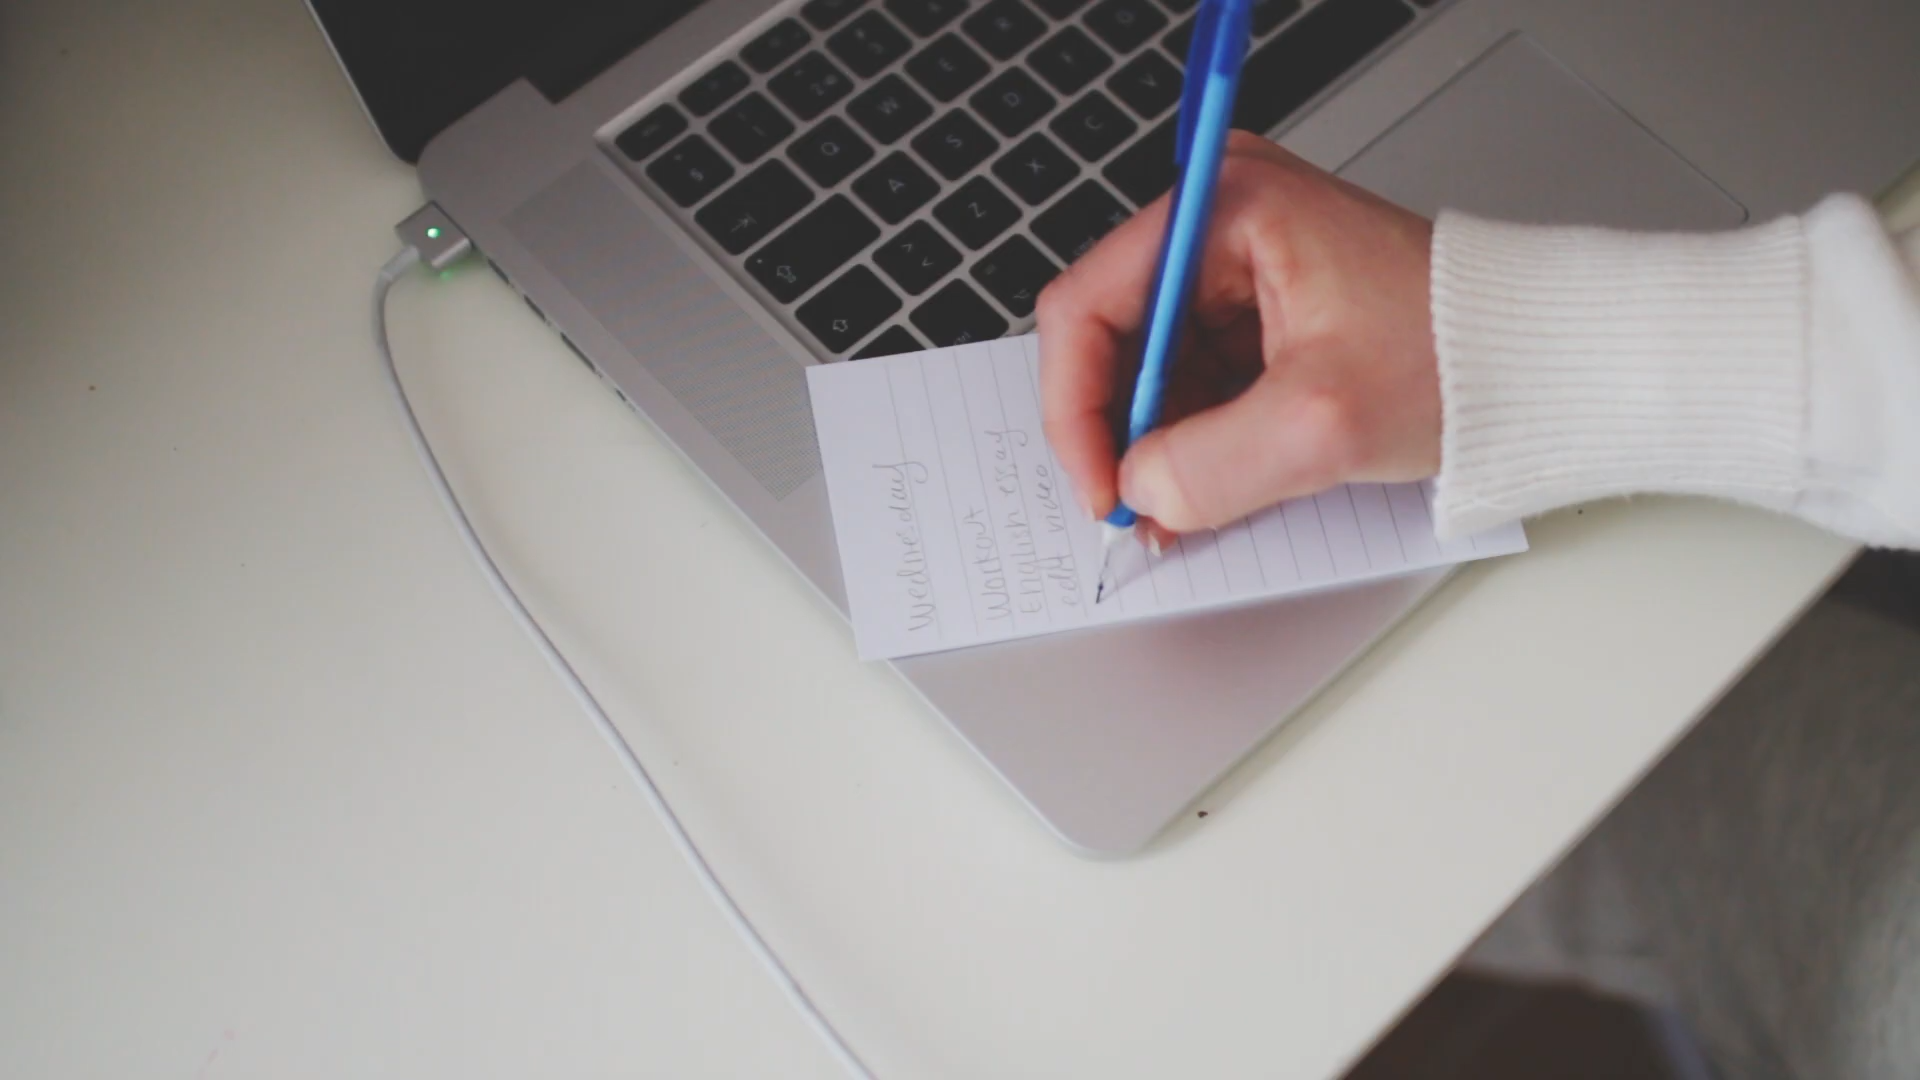 Wednesday
Workout
English essay
edit video
Q W E R
A S D F
Z X C V